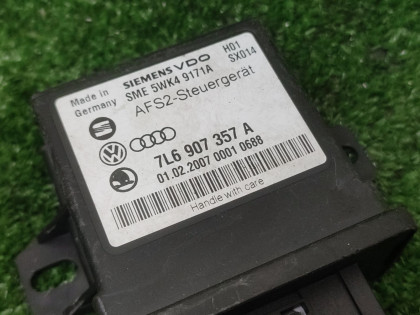 Made in
Germany
SIEMENS VDO
SME 5WK4 9171A
H01
SX014
AFS2-Steuergerät
7L6 907 357 A
01.02.2007 0001 0688
Handle with care